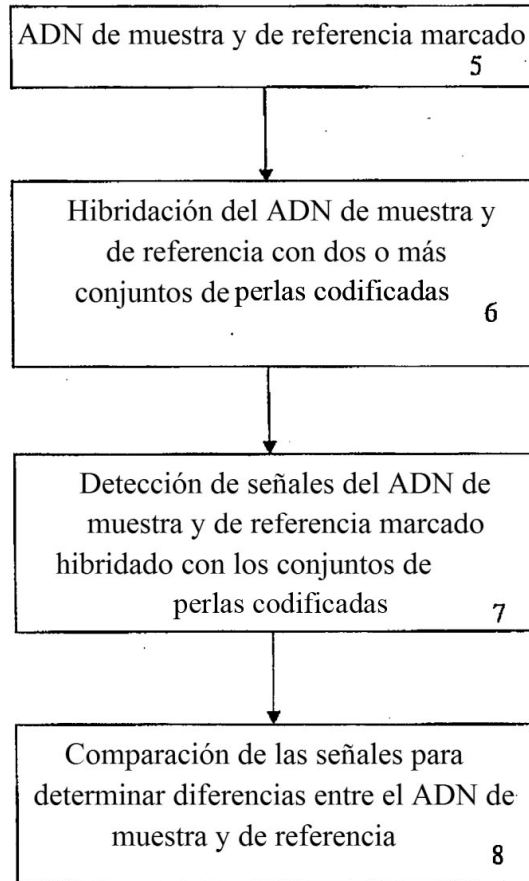 ADN de muestra y de referencia marcado
5
Hibridación del ADN de muestra y
de referencia con dos o más
conjuntos de perlas codificadas
6
Detección de señales del ADN de
muestra y de referencia marcado
hibridado con los conjuntos de
perlas codificadas
7
Comparación de las señales para
determinar diferencias entre el ADN de
muestra y de referencia
8